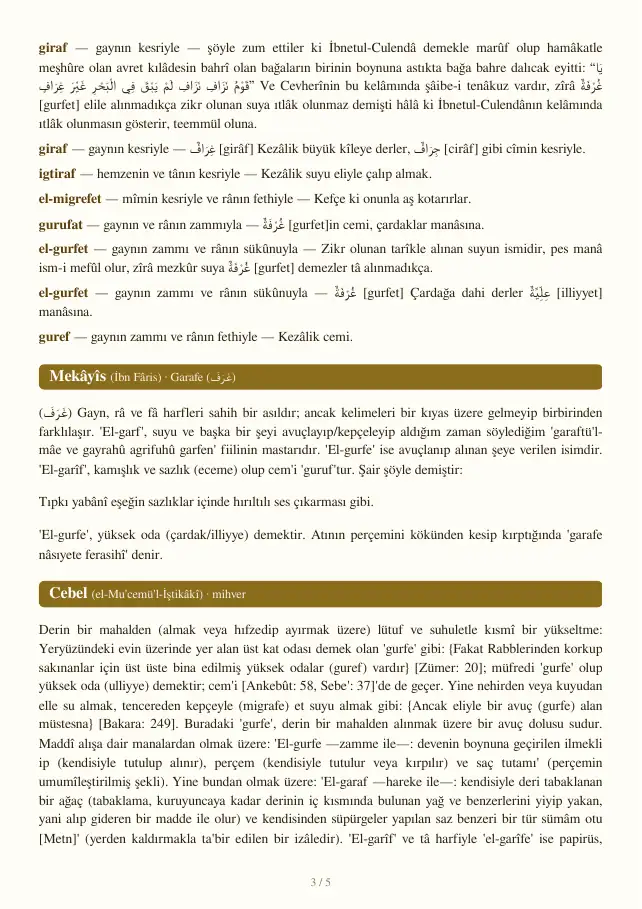 giraf — gaynın kesriyle — şöyle zum ettiler ki İbnetul-Culendâ demekle marûf olup hamâkatle
meşhûre olan avret kılâdesin bahrî olan bağaların birinin boynuna astıkta bağa bahre dalıcak eyitti: “يَا
قَوْمُ نَزَافِ نَزَافِ لَمْ يَبْقَ فِي الْبَحْرِ غَيْرَ غِرَافٍ” Ve Cevherînin bu kelâmında şâibe-i tenâkuz vardır, zîrâ غُرْفَةٌ
[gurfet] elile alınmadıkça zikr olunan suya ıtlâk olunmaz demişti hâlâ ki İbnetul-Culendânın kelâmında
ıtlâk olunmasın gösterir, teemmül oluna.
giraf — gaynın kesriyle — غِرَافٌ [girâf] Kezâlik büyük kîleye derler, جِرَافٌ [cirâf] gibi cîmin kesriyle.
igtiraf — hemzenin ve tânın kesriyle — Kezâlik suyu eliyle çalıp almak.
el-migrefet — mîmin kesriyle ve rânın fethiyle — Kefçe ki onunla aş kotarırlar.
gurufat — gaynın ve rânın zammıyla — غُرْفَةٌ [gurfet]in cemi, çardaklar manâsına.
el-gurfet — gaynın zammı ve rânın sükûnuyla — Zikr olunan tarîkle alınan suyun ismidir, pes manâ
ism-i mefûl olur, zîrâ mezkûr suya غُرْفَةٌ [gurfet] demezler tâ alınmadıkça.
el-gurfet — gaynın zammı ve rânın sükûnuyla — غُرْفَةٌ [gurfet] Çardağa dahi derler عِلِّيَّةٌ [illiyyet]
manâsına.
guref — gaynın zammı ve rânın fethiyle — Kezâlik cemi.
Mekâyîs (İbn Fâris) · Garafe (غَرَفَ)
(غَرَفَ) Gayn, râ ve fâ harfleri sahih bir asıldır; ancak kelimeleri bir kıyas üzere gelmeyip birbirinden
farklılaşır. 'El-garf', suyu ve başka bir şeyi avuçlayıp/kepçeleyip aldığım zaman söylediğim 'garaftü'l-
mâe ve gayrahû agrifuhû garfen' fiilinin mastarıdır. 'El-gurfe' ise avuçlanıp alınan şeye verilen isimdir.
'El-garîf', kamışlık ve sazlık (eceme) olup cem'i 'guruf'tur. Şair şöyle demiştir:
Tıpkı yabânî eşeğin sazlıklar içinde hırıltılı ses çıkarması gibi.
'El-gurfe', yüksek oda (çardak/illiyye) demektir. Atının perçemini kökünden kesip kırptığında 'garafe
nâsıyete ferasihî' denir.
Cebel (el-Mu'cemü'l-İştikâkî) · mihver
Derin bir mahalden (almak veya hıfzedip ayırmak üzere) lütuf ve suhuletle kısmî bir yükseltme:
Yeryüzündeki evin üzerinde yer alan üst kat odası demek olan 'gurfe' gibi: {Fakat Rabblerinden korkup
sakınanlar için üst üste bina edilmiş yüksek odalar (guref) vardır} [Zümer: 20]; müfredi 'gurfe' olup
yüksek oda (ulliyye) demektir; cem'i [Ankebût: 58, Sebe': 37]'de de geçer. Yine nehirden veya kuyudan
elle su almak, tencereden kepçeyle (migrafe) et suyu almak gibi: {Ancak eliyle bir avuç (gurfe) alan
müstesna} [Bakara: 249]. Buradaki 'gurfe', derin bir mahalden alınmak üzere bir avuç dolusu sudur.
Maddî alışa dair manalardan olmak üzere: 'El-gurfe —zamme ile—: devenin boynuna geçirilen ilmekli
ip (kendisiyle tutulup alınır), perçem (kendisiyle tutulur veya kırpılır) ve saç tutamı' (perçemin
umumîleştirilmiş şekli). Yine bundan olmak üzere: 'El-garaf —hareke ile—: kendisiyle deri tabaklanan
bir ağaç (tabaklama, kuruyuncaya kadar derinin iç kısmında bulunan yağ ve benzerlerini yiyip yakan,
yani alıp gideren bir madde ile olur) ve kendisinden süpürgeler yapılan saz benzeri bir tür sümâm otu
[Metn]' (yerden kaldırmakla ta'bir edilen bir izâledir). 'El-garîf' ve tâ harfiyle 'el-garîfe' ise papirüs,
3 / 5